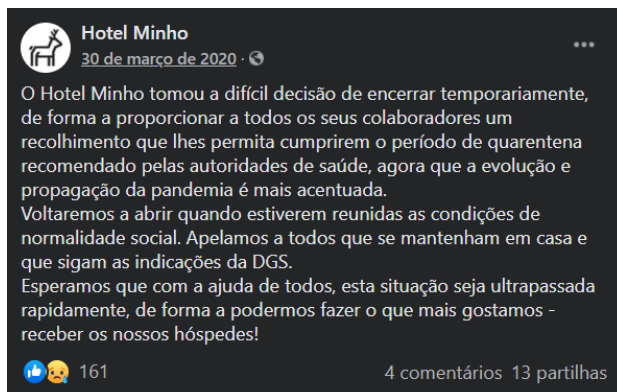 Hotel Minho
30 de março de 2020 ·
O Hotel Minho tomou a difícil decisão de encerrar temporariamente,
de forma a proporcionar a todos os seus colaboradores um
recolhimento que lhes permita cumprirem o período de quarentena
recomendado pelas autoridades de saúde, agora que a evolução e
propagação da pandemia é mais acentuada.
Voltaremos a abrir quando estiverem reunidas as condições de
normalidade social. Apelamos a todos que se mantenham em casa e
que sigam as indicações da DGS.
Esperamos que com a ajuda de todos, esta situação seja ultrapassada
rapidamente, de forma a podermos fazer o que mais gostamos -
receber os nossos hóspedes!
161 4 comentários 13 partilhas